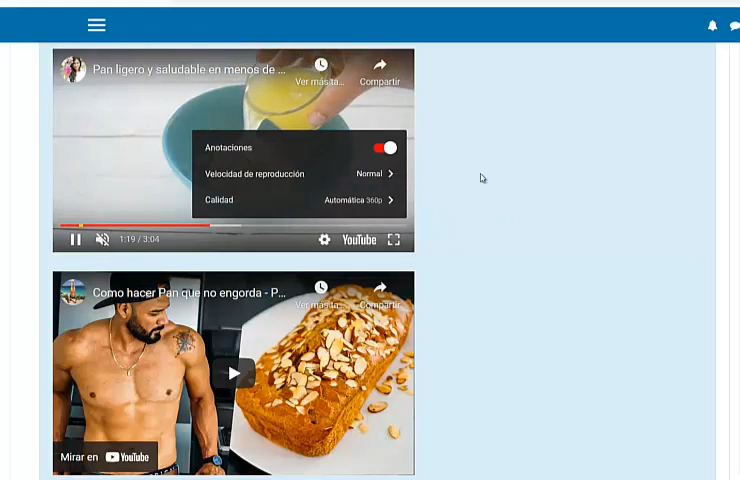 Pan ligero y saludable en menos de ...
Ver más ta...
Compartir
Anotaciones
Velocidad de reproducción
Normal
Calidad
Automática 360p
1:19 / 3:04
YouTube
Como hacer Pan que no engorda - P...
Ver más ta...
Compartir
Mirar en YouTube